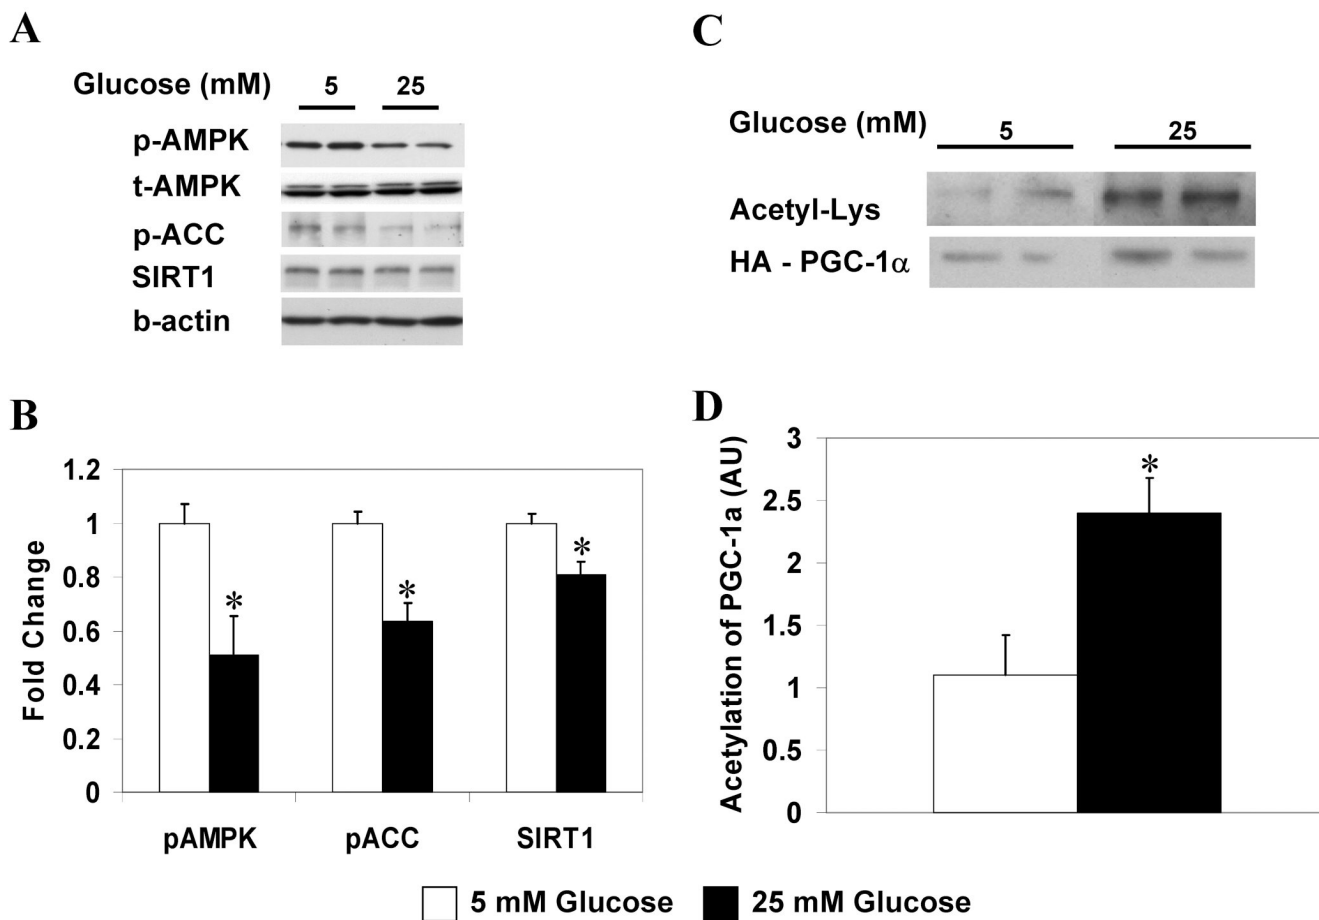 A
Glucose (mM) 5 25
p-AMPK
t-AMPK
p-ACC
SIRT1
b-actin
C
Glucose (mM) 5 25
Acetyl-Lys
HA - PGC-1α
B
Fold Change
1.2
1
0.8
0.6
0.4
0.2
0
* * *
pAMPK pACC SIRT1
D
Acetylation of PGC-1a (AU)
3
2.5
2
1.5
1
0.5
0
*
5 mM Glucose 25 mM Glucose